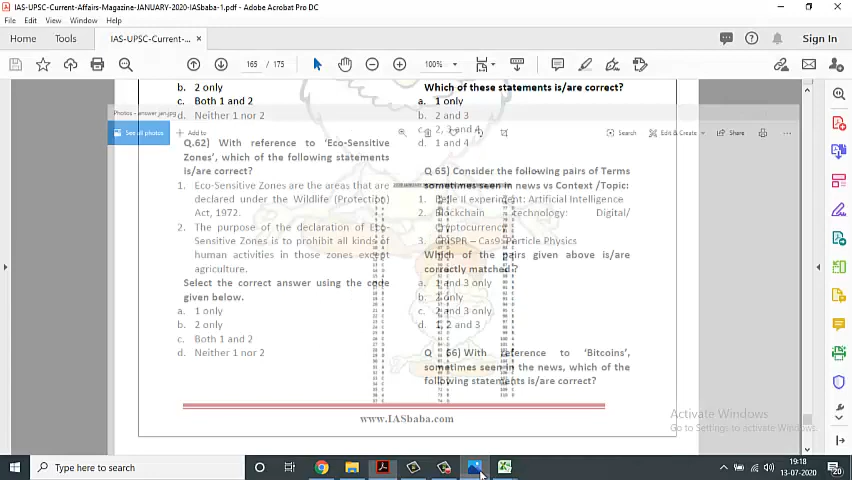 IAS-UPSC-Current-Affairs-Magazine-JANUARY-2020-IASbaba-1.pdf - Adobe Acrobat Pro DC
File Edit View Window Help
Home Tools IAS-UPSC-Current-... × Sign In
165 / 175 100%
b. 2 only
c. Both 1 and 2
d. Neither 1 nor 2
Photos - answer jan.jpg
See all photos Add to Search Edit & Create Share
Q.62) With reference to ‘Eco-Sensitive
Zones’, which of the following statements
is/are correct?
1. Eco-Sensitive Zones are the areas that are
declared under the Wildlife (Protection)
Act, 1972.
2. The purpose of the declaration of Eco-
Sensitive Zones is to prohibit all kinds of
human activities in those zones except
agriculture.
Select the correct answer using the code
given below.
a. 1 only
b. 2 only
c. Both 1 and 2
d. Neither 1 nor 2
Which of these statements is/are correct?
a. 1 only
b. 2 and 3
c. 2, 3 and 4
d. 1 and 4
Q 65) Consider the following pairs of Terms
sometimes seen in news vs Context /Topic:
1. Belle II experiment: Artificial Intelligence
2. Blockchain technology: Digital/
Cryptocurrency
3. CRISPR – Cas9: Particle Physics
Which of the pairs given above is/are
correctly matched?
a. 1 and 3 only
b. 2 only
c. 2 and 3 only
d. 1, 2 and 3
Q 66) With reference to ‘Bitcoins’,
sometimes seen in the news, which of the
following statements is/are correct?
www.IASbaba.com
Activate Windows
Go to Settings to activate Windows.
Type here to search
19:18
13-07-2020
20